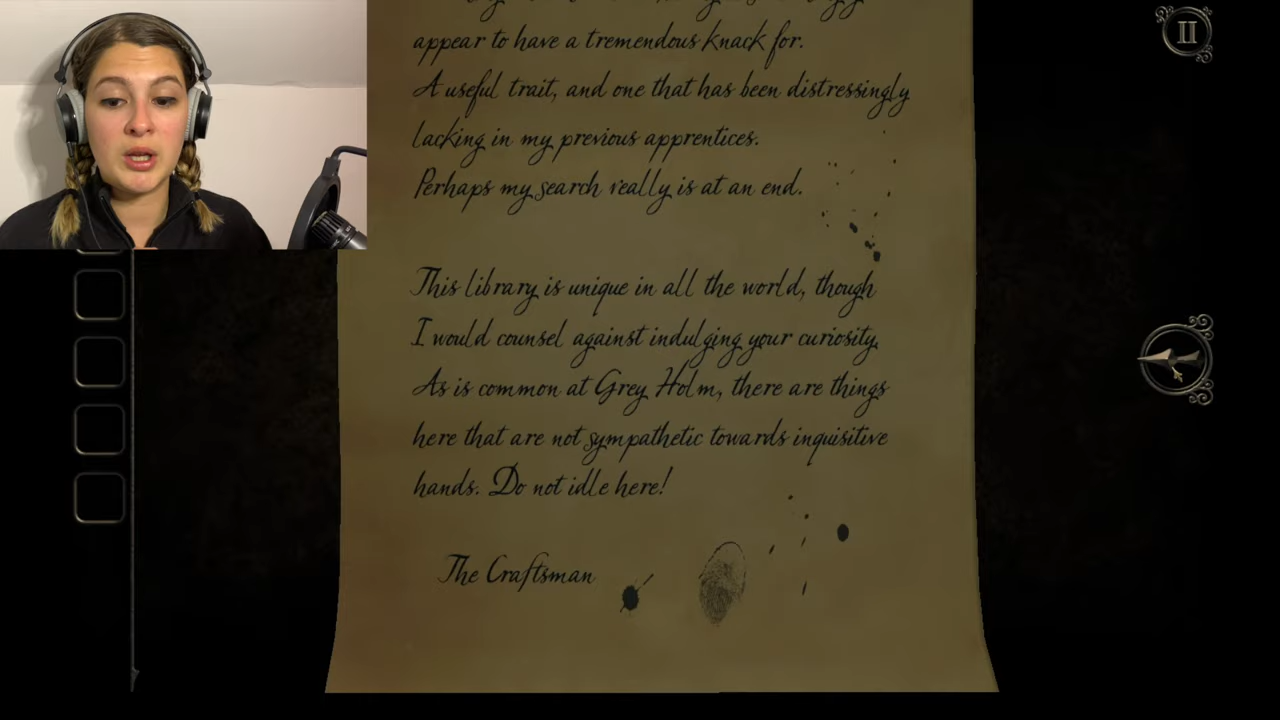 appear to have a tremendous knack for.
A useful trait, and one that has been distressingly
lacking in my previous apprentices.
Perhaps my search really is at an end.
This library is unique in all the world, though
I would counsel against indulging your curiosity.
As is common at Grey Holm, there are things
here that are not sympathetic towards inquisitive
hands. Do not idle here!
The Craftsman
II